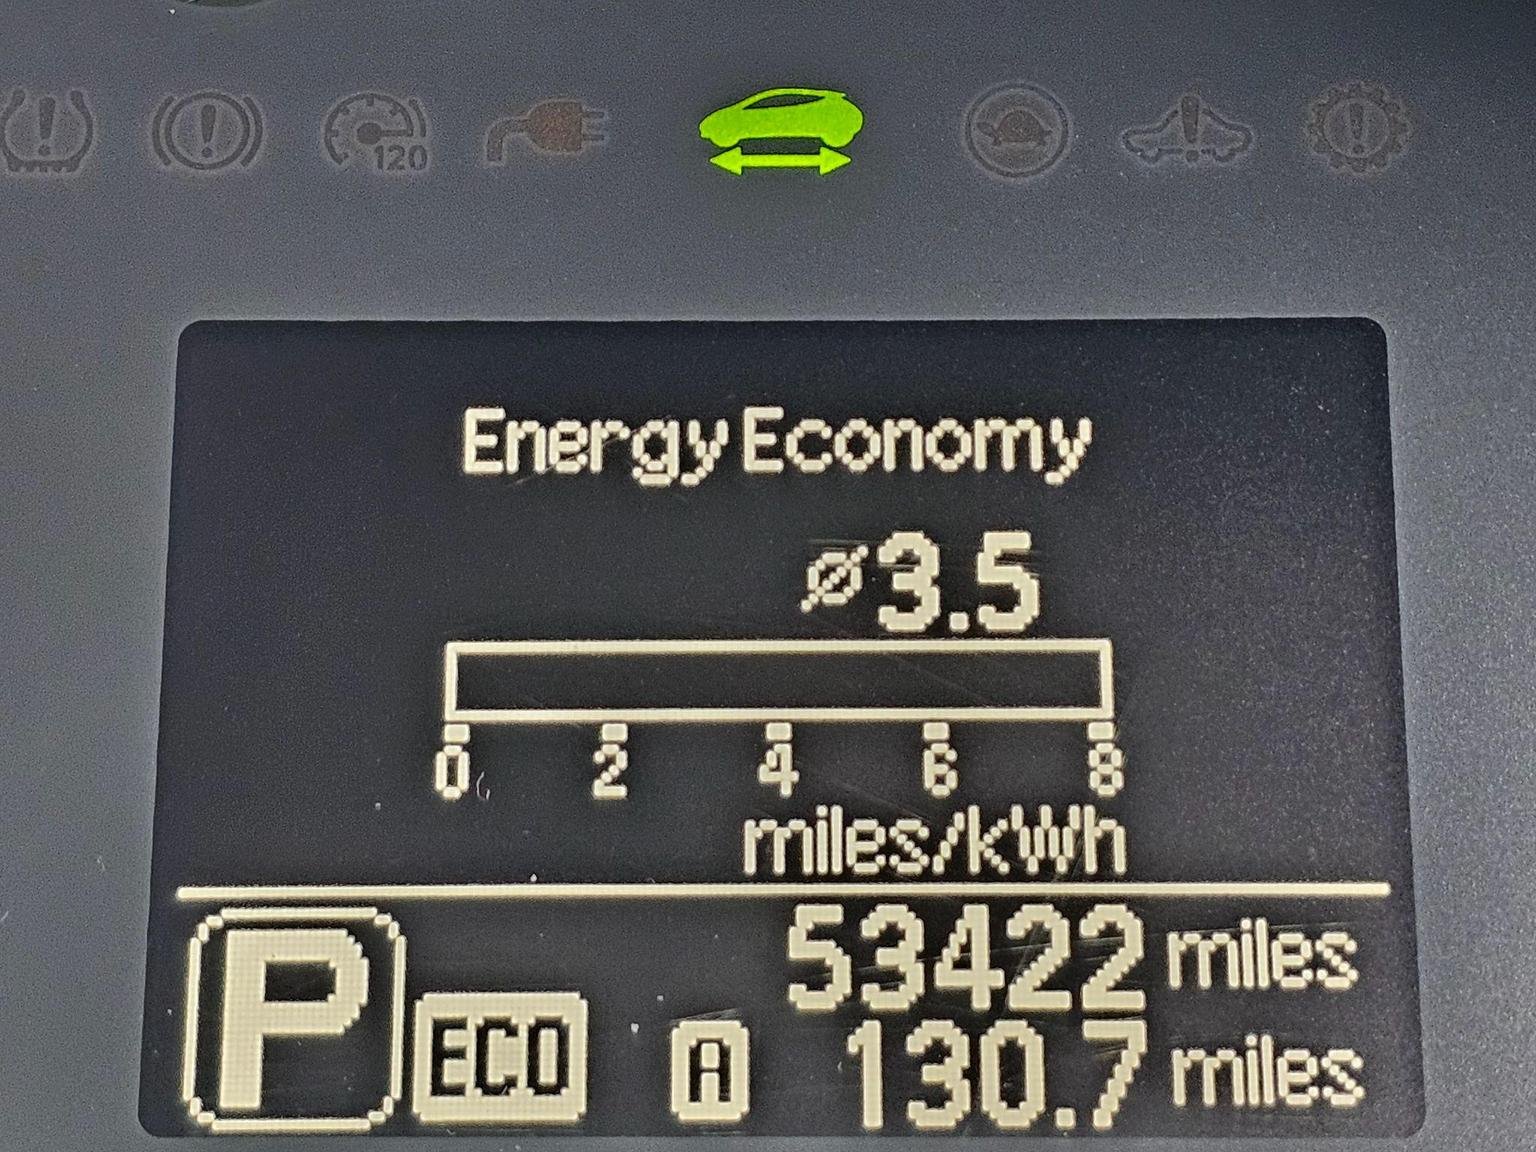 120
Energy Economy
ø3.5
0 2 4 6 8
miles/kWh
P ECO 53422 miles
A 130.7 miles